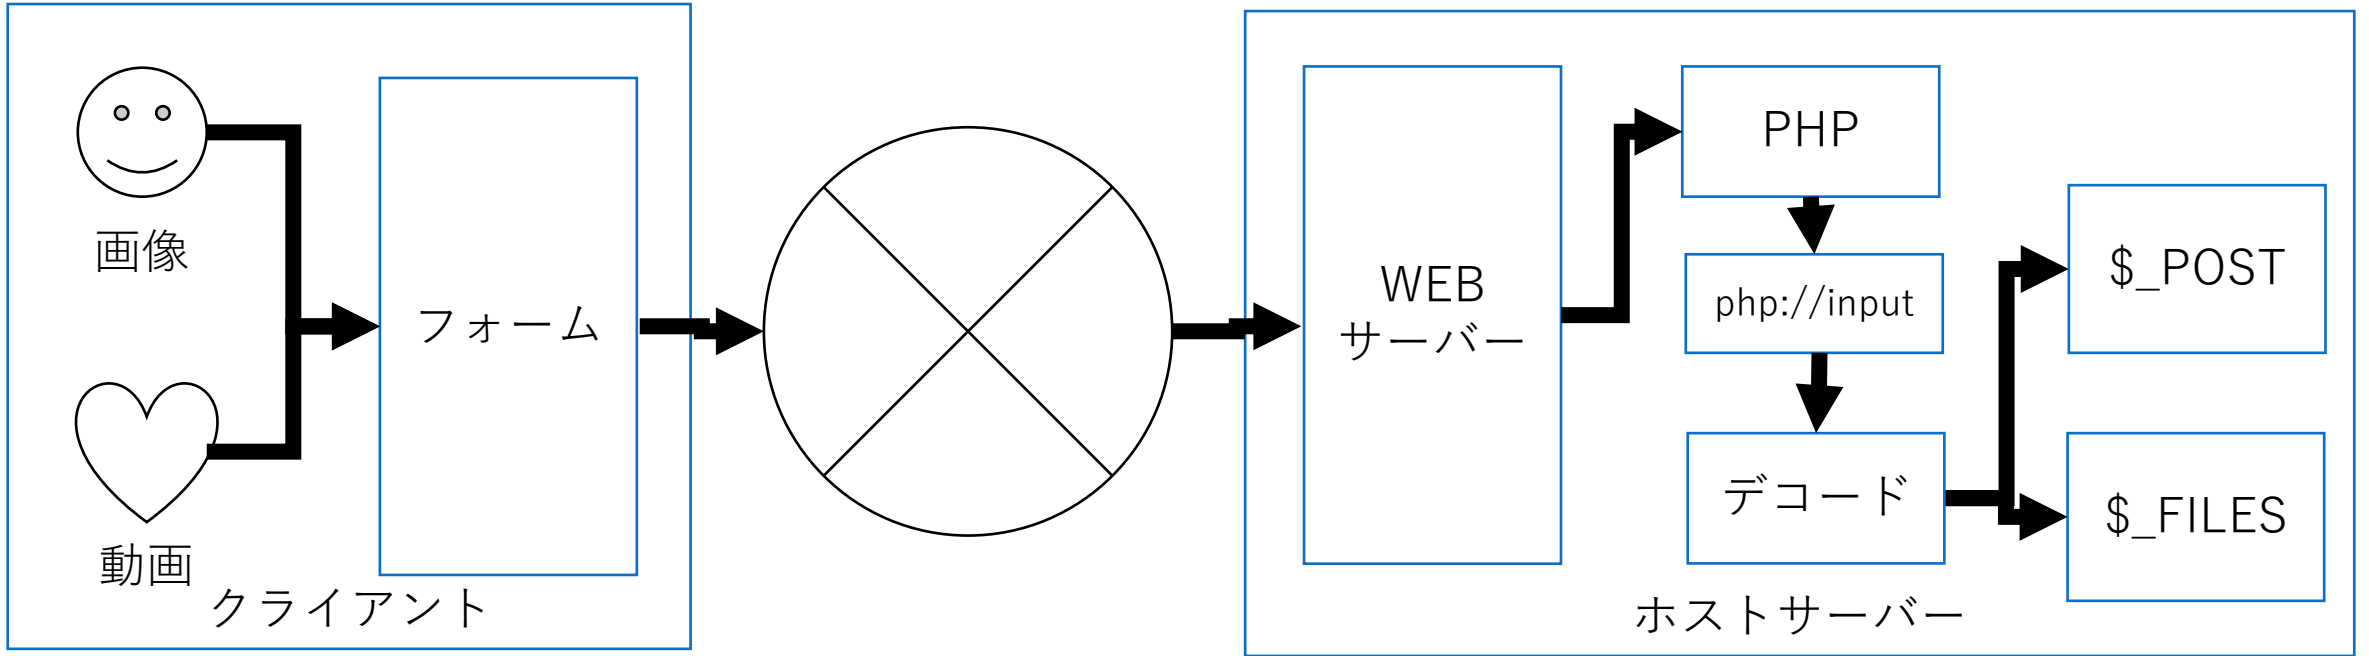 画像
動画
フォーム
クライアント
WEB
サーバー
PHP
php://input
デコード
$_POST
$_FILES
ホストサーバー